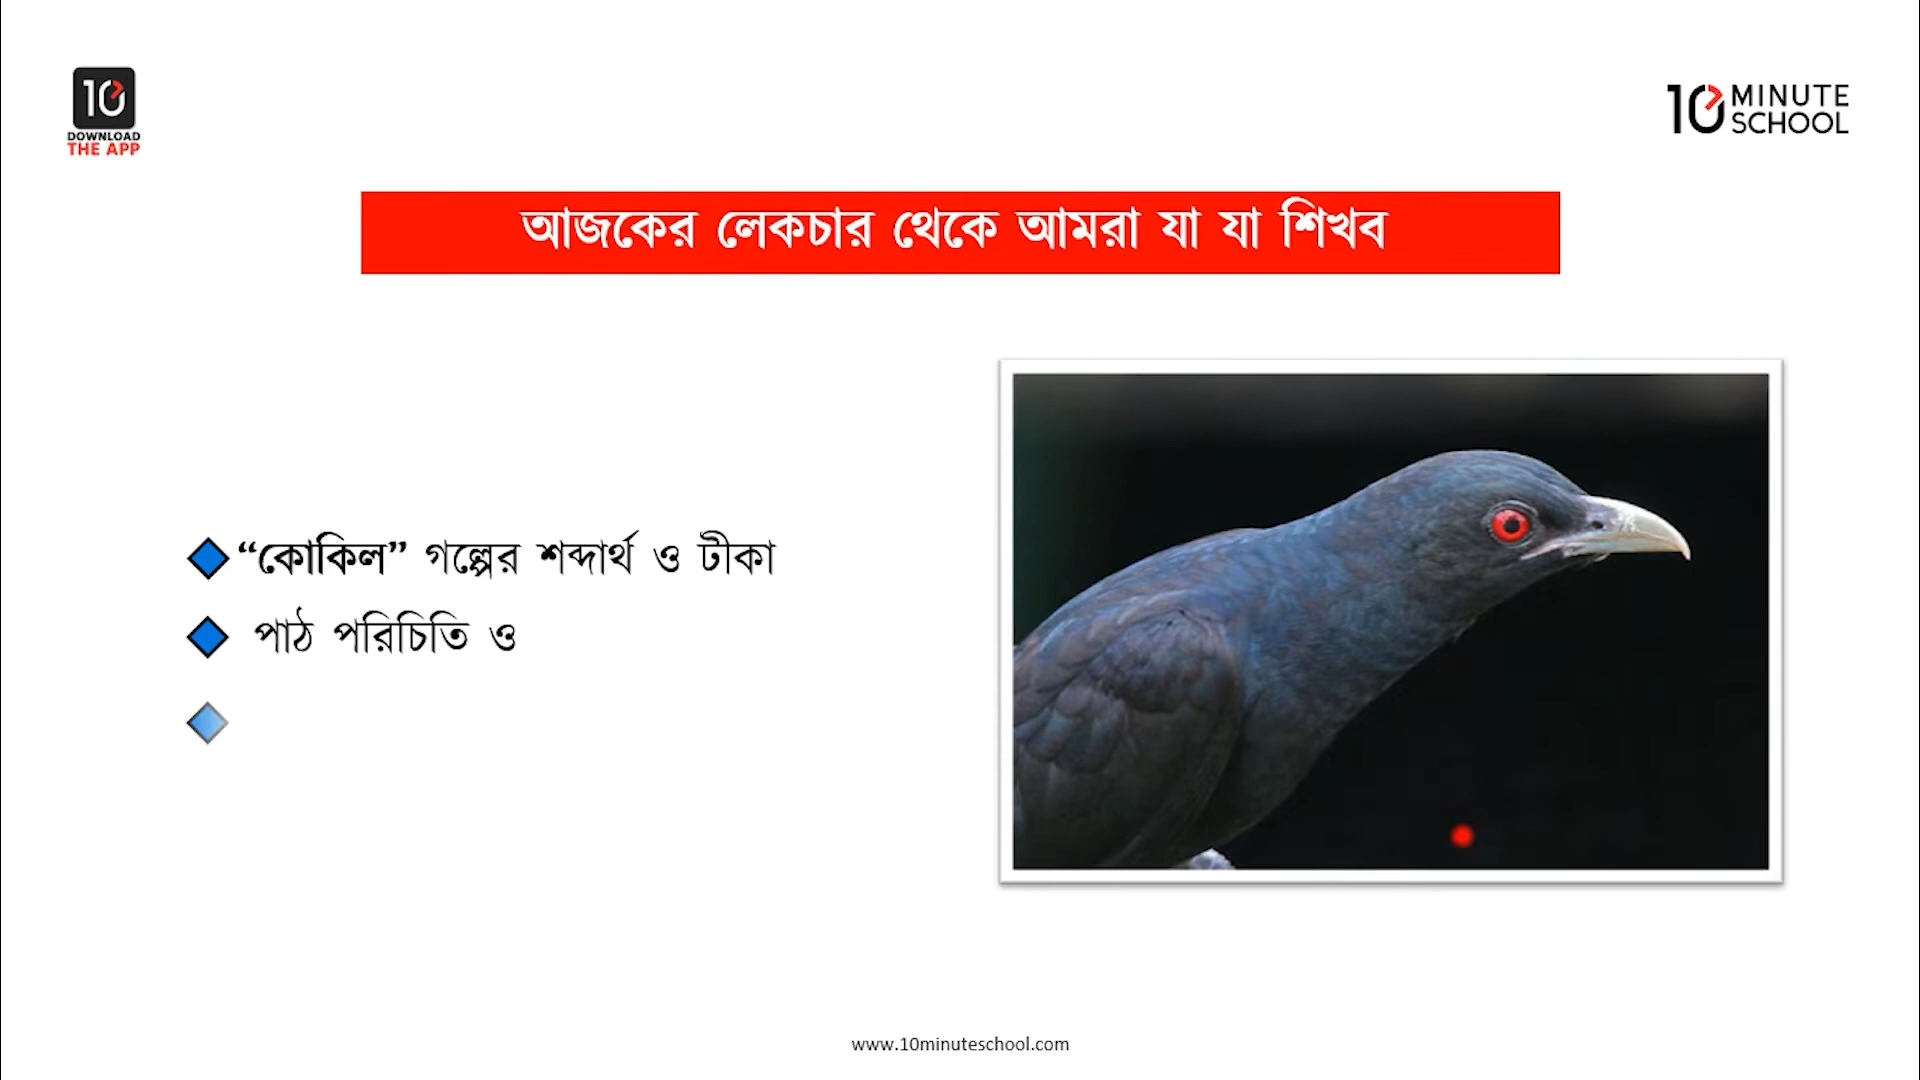 10
DOWNLOAD
THE APP
10 MINUTE
SCHOOL
আজকের লেকচার থেকে আমরা যা যা শিখব
“কোকিল” গল্পের শব্দার্থ ও টীকা
পাঠ পরিচিতি ও
www.10minuteschool.com